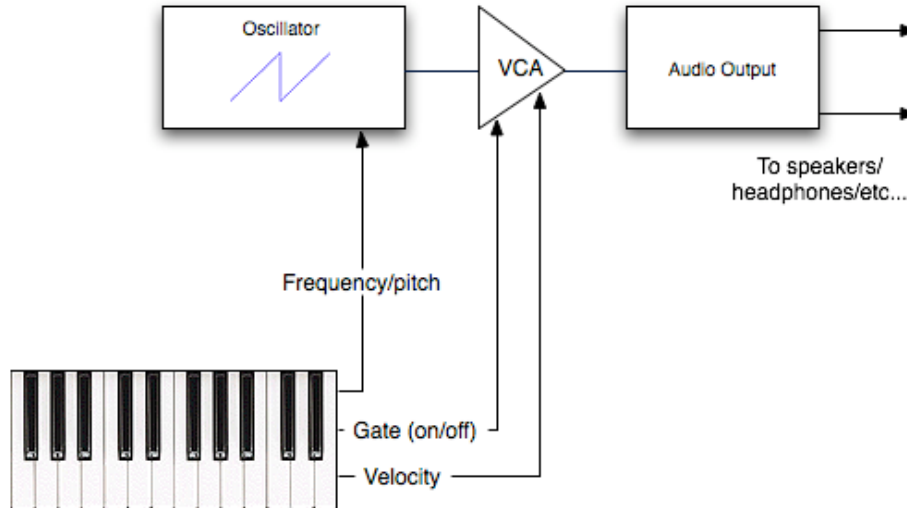 Oscillator
VCA
Audio Output
To speakers/
headphones/etc...
Frequency/pitch
Gate (on/off)
Velocity